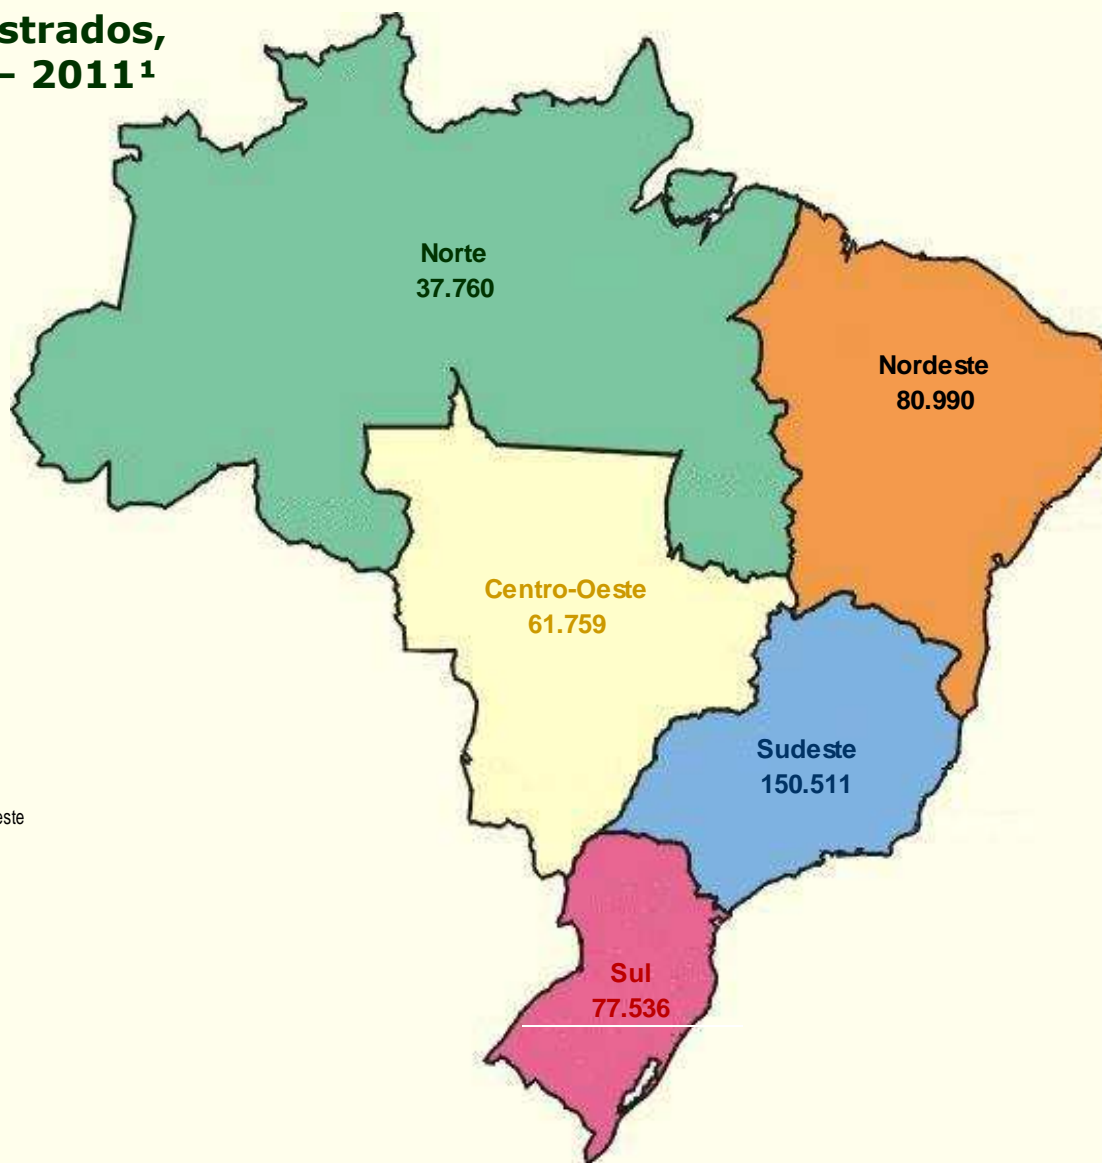 strados,
– 2011¹
Norte
37.760
Nordeste
80.990
Centro-Oeste
61.759
Sudeste
150.511
este
Sul
77.536